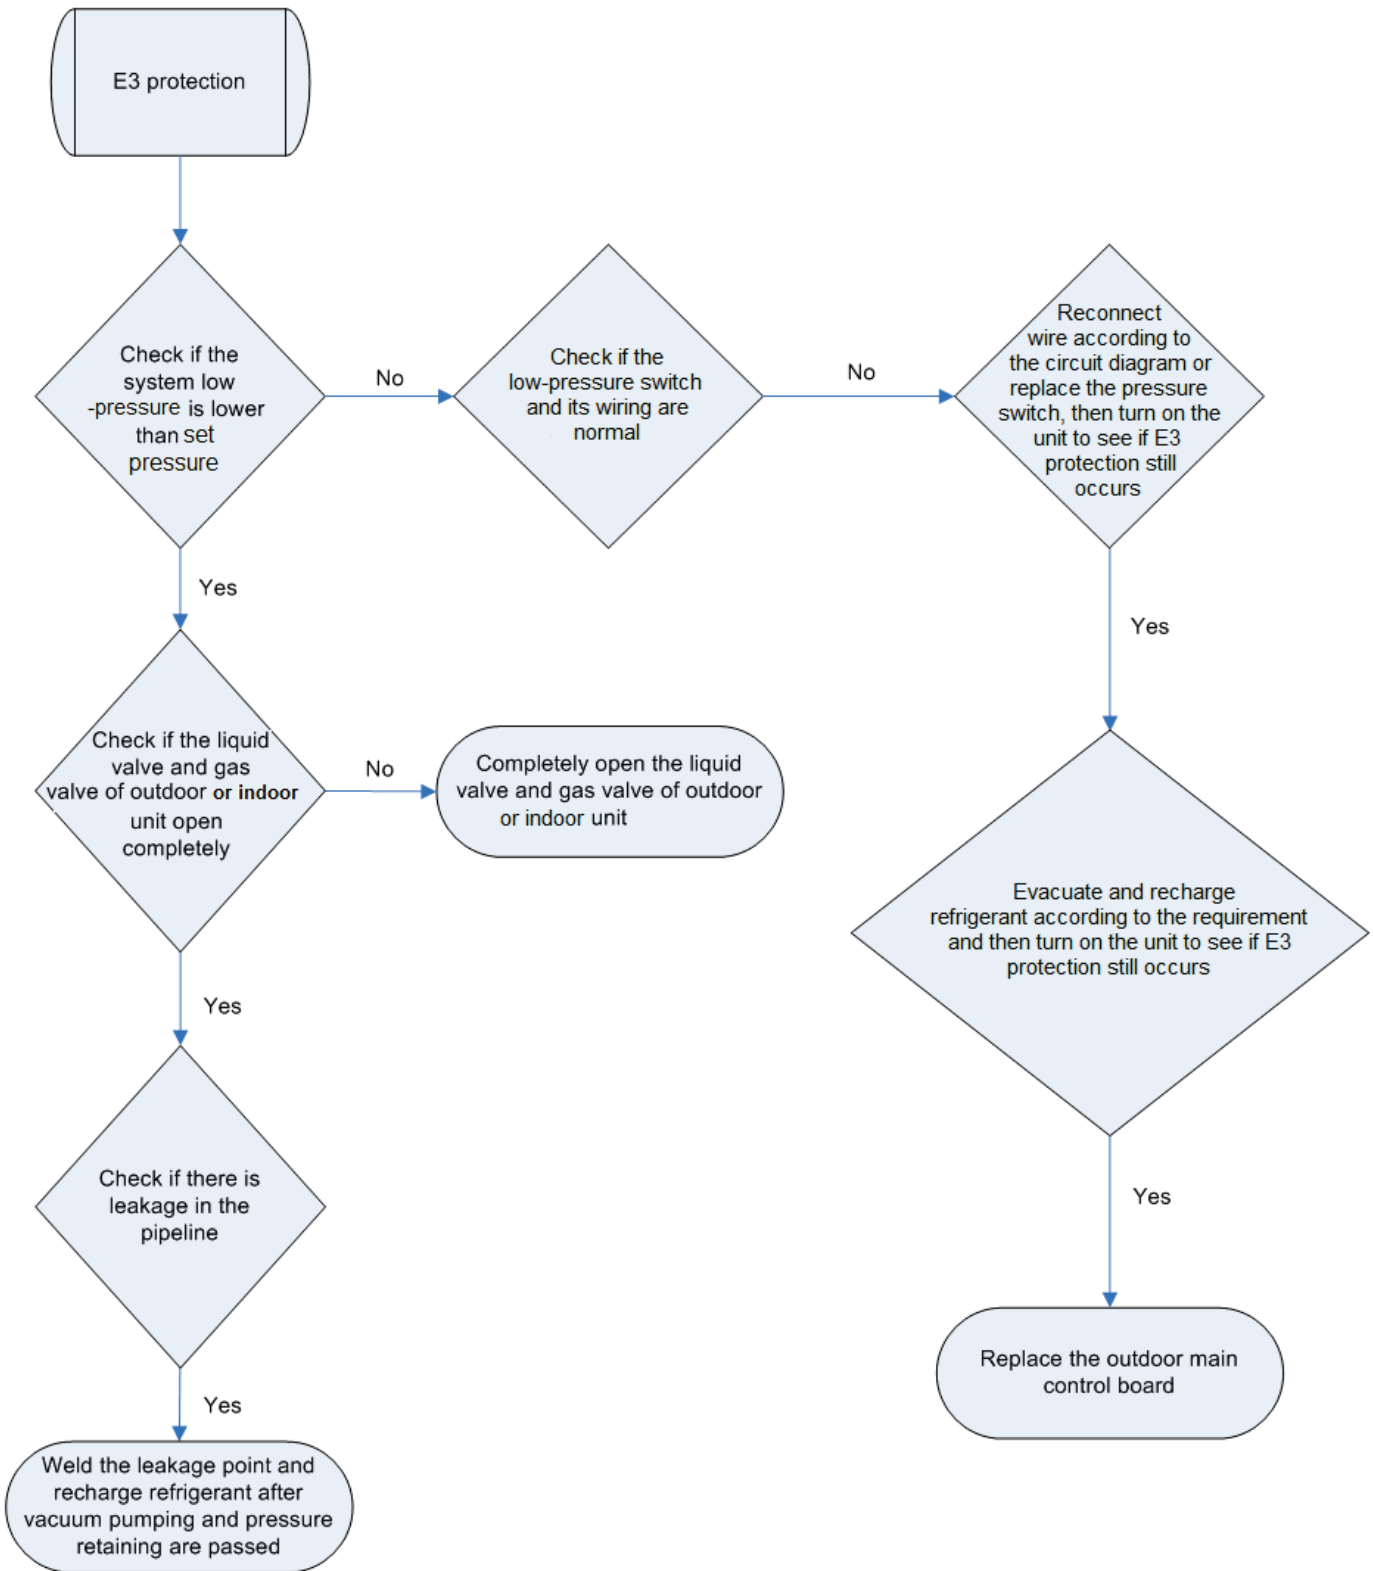 E3 protection
Check if the
system low
-pressure is lower
than set
pressure
No
Check if the
low-pressure switch
and its wiring are
normal
No
Reconnect
wire according to
the circuit diagram or
replace the pressure
switch, then turn on the
unit to see if E3
protection still
occurs
Yes
Yes
Check if the liquid
valve and gas
valve of outdoor or indoor
unit open
completely
No
Completely open the liquid
valve and gas valve of outdoor
or indoor unit
Evacuate and recharge
refrigerant according to the requirement
and then turn on the unit to see if E3
protection still occurs
Yes
Check if there is
leakage in the
pipeline
Yes
Replace the outdoor main
control board
Yes
Weld the leakage point and
recharge refrigerant after
vacuum pumping and pressure
retaining are passed